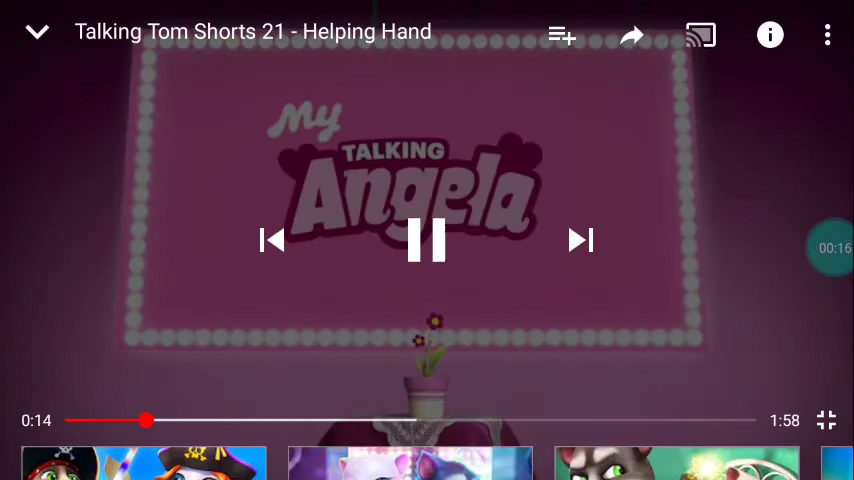 Talking Tom Shorts 21 - Helping Hand
My
TALKING
Angela
00:16
0:14
1:58